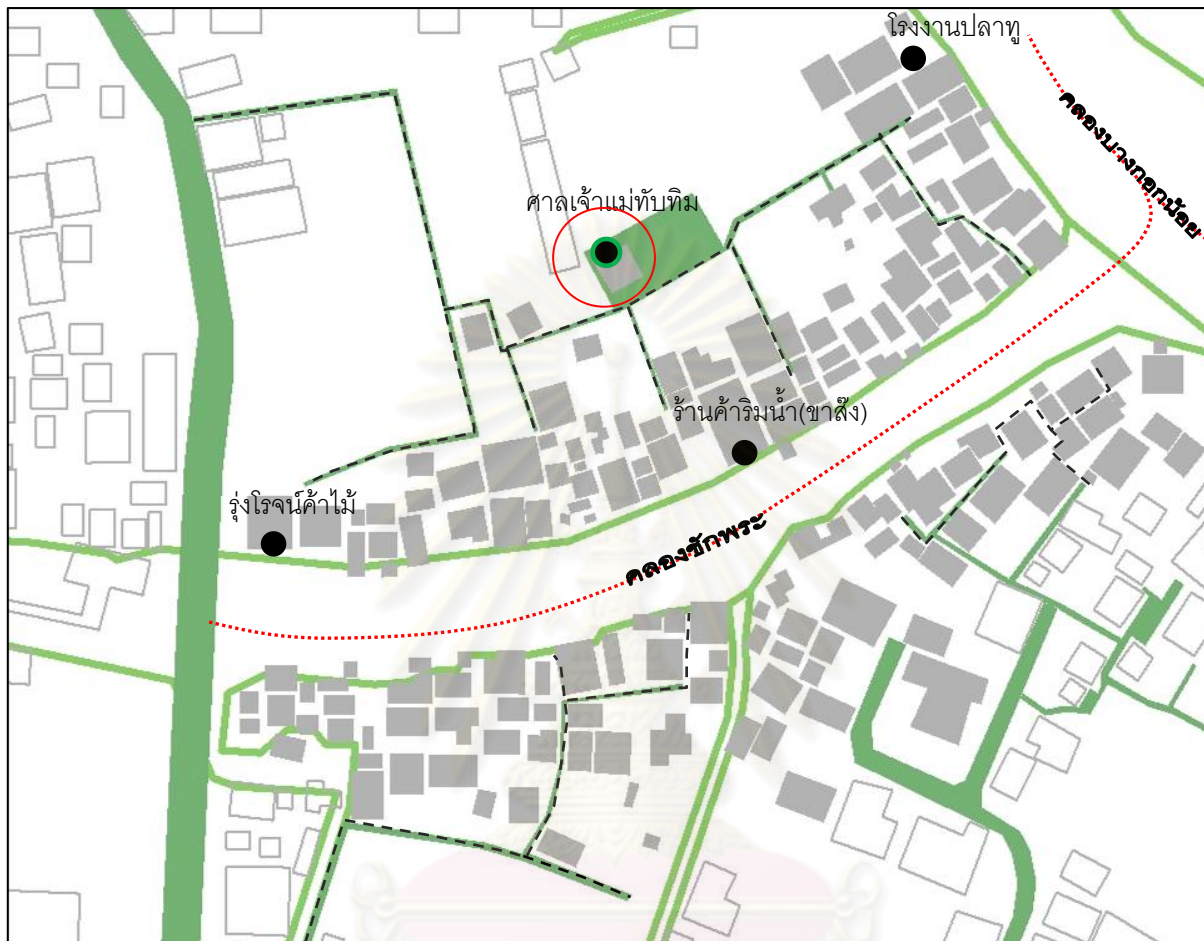 โรงงานปลาทู
คลองบางกอกน้อย
ศาลเจ้าแม่ทับทิม
ร้านค้าริมน้ำ(ขาส๊ง)
รุ่งโรจน์ค้าไม้
คลองชักพระ